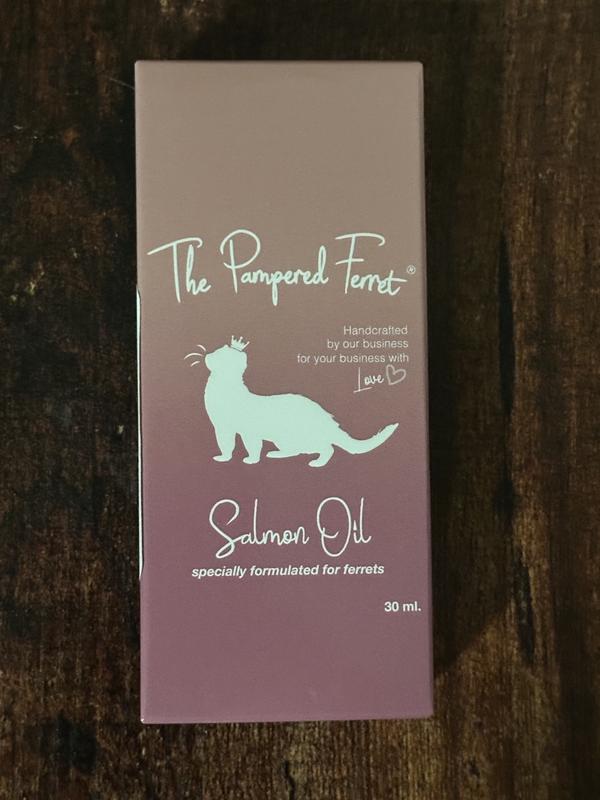 The Pampered Ferret®
Handcrafted
by our business
for your business with
Love
Salmon Oil
specially formulated for ferrets
30 ml.